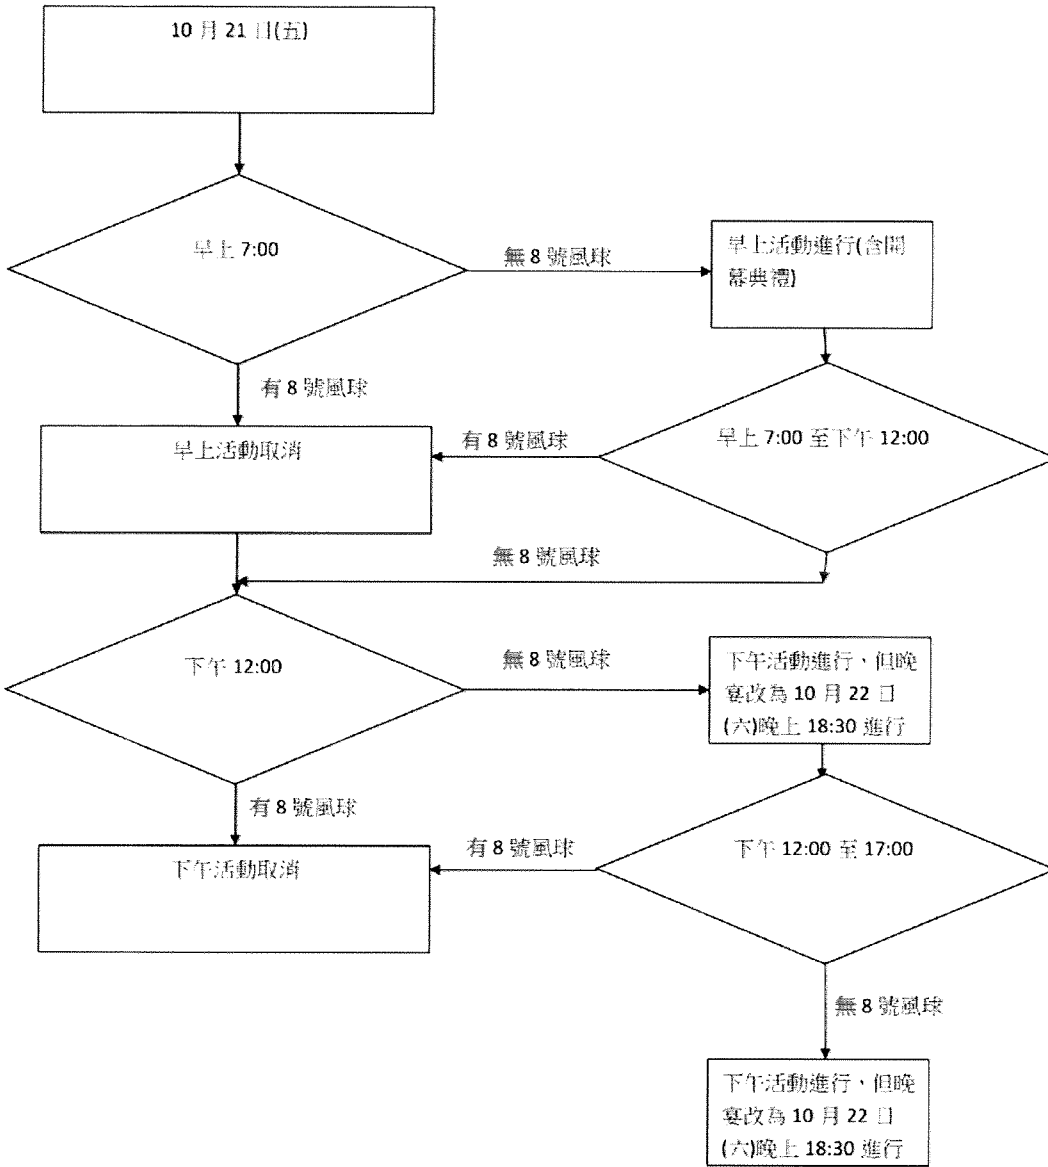 10 月 21 日(五)
早上 7:00
無 8 號風球
早上活動進行(含開
幕典禮)
有 8 號風球
早上活動取消
有 8 號風球
早上 7:00 至下午 12:00
無 8 號風球
下午 12:00
無 8 號風球
下午活動進行，但晚
宴改為 10 月 22 日
(六)晚上 18:30 進行
有 8 號風球
下午活動取消
有 8 號風球
下午 12:00 至 17:00
無 8 號風球
下午活動進行，但晚
宴改為 10 月 22 日
(六)晚上 18:30 進行